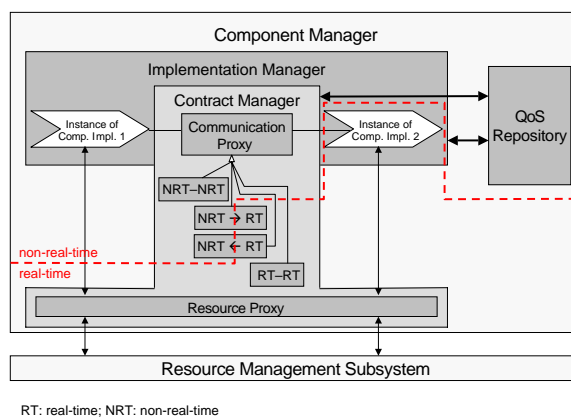 Component Manager
Implementation Manager
Contract Manager
Instance of
Comp. Impl. 1
Communication
Proxy
Instance of
Comp. Impl. 2
QoS
Repository
NRT–NRT
NRT → RT
NRT ← RT
RT–RT
non-real-time
real-time
Resource Proxy
Resource Management Subsystem
RT: real-time; NRT: non-real-time